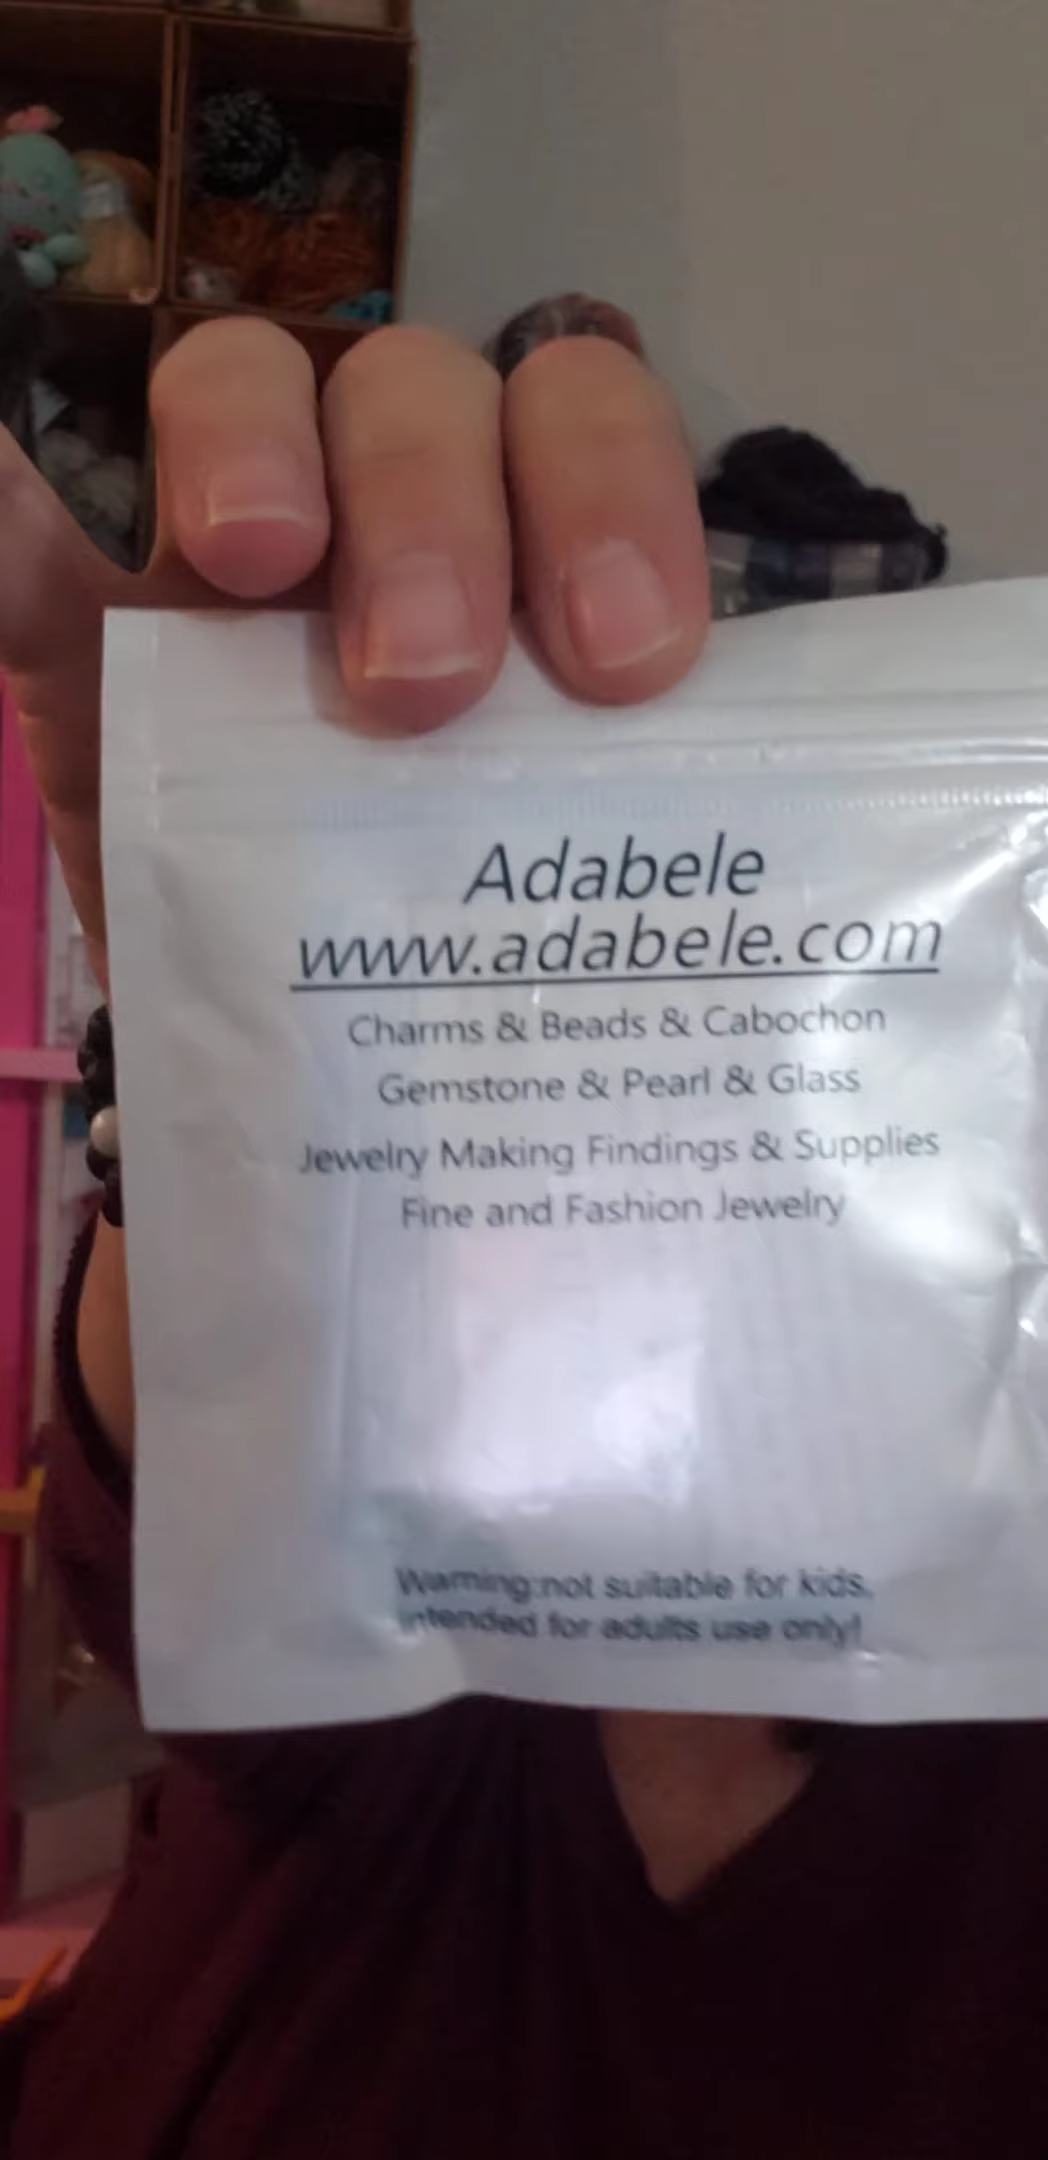 Adabele
www.adabele.com
Charms & Beads & Cabochon
Gemstone & Pearl & Glass
Jewelry Making Findings & Supplies
Fine and Fashion Jewelry
Warning:not suitable for kids.
intended for adults use only!